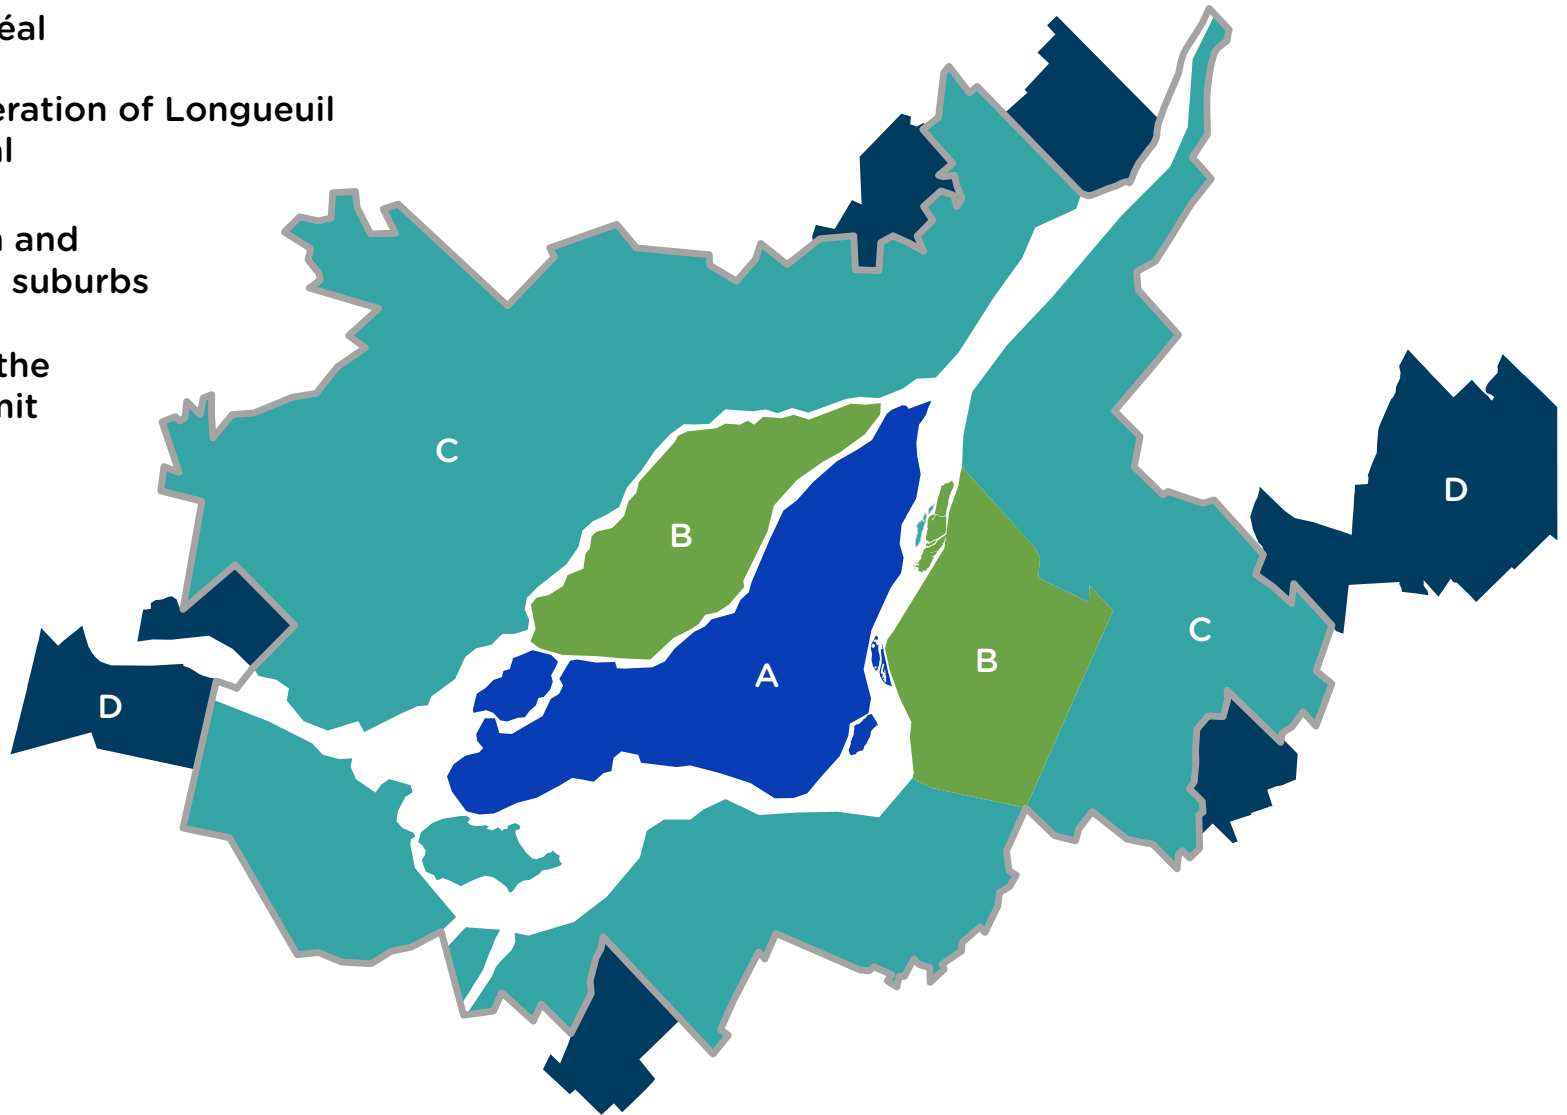 éal
eration of Longueuil
al
and
suburbs
the
nit
C
B
A
B
C
D
D